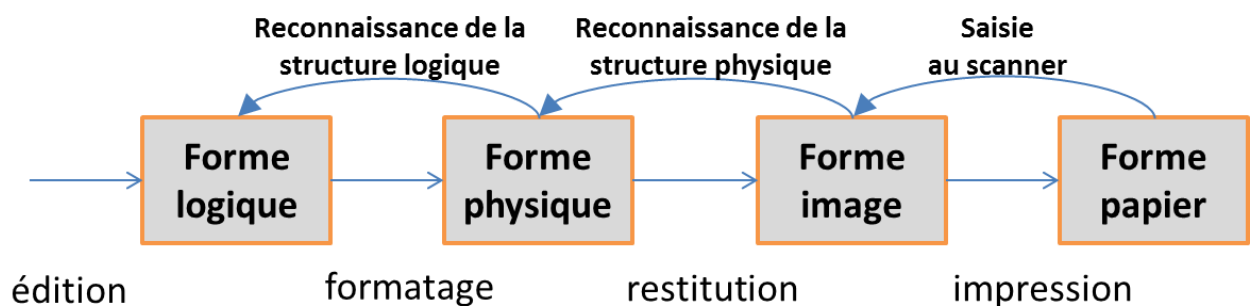 Reconnaissance de la
structure logique
Reconnaissance de la
structure physique
Saisie
au scanner
Forme
logique
Forme
physique
Forme
image
Forme
papier
édition
formatage
restitution
impression